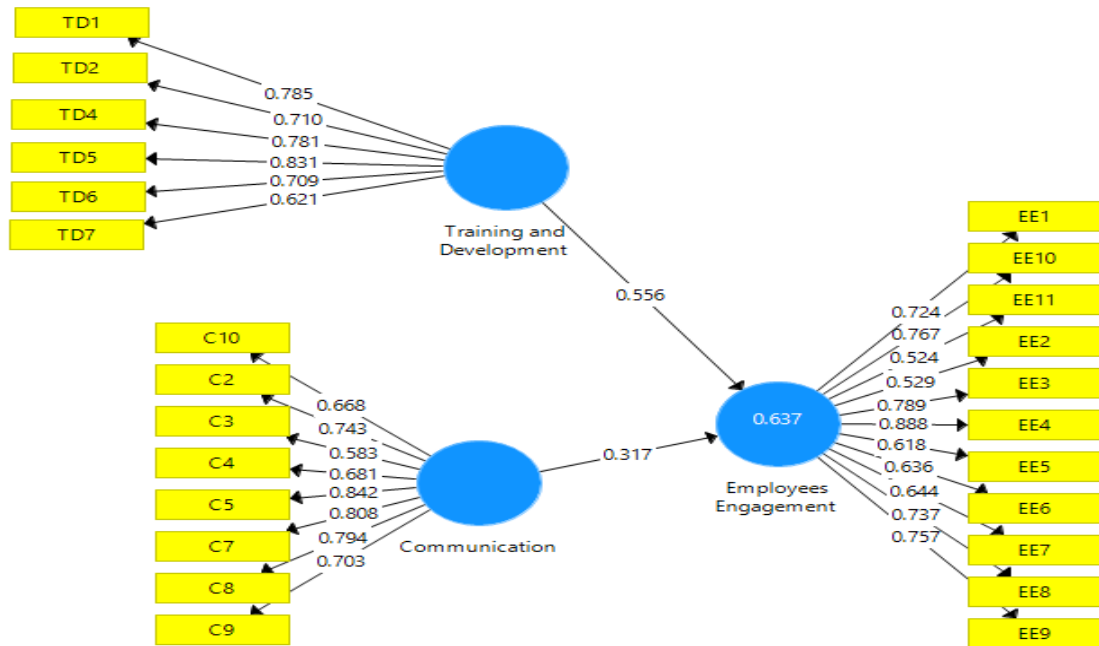 TD1
TD2
TD4
TD5
TD6
TD7
0.785
0.710
0.781
0.831
0.709
0.621
Training and
Development
0.556
C10
C2
C3
C4
C5
C7
C8
C9
0.668
0.743
0.583
0.681
0.842
0.808
0.794
0.703
Communication
0.317
0.637
Employees
Engagement
0.724
0.767
0.524
0.529
0.789
0.888
0.618
0.636
0.644
0.737
0.757
EE1
EE10
EE11
EE2
EE3
EE4
EE5
EE6
EE7
EE8
EE9